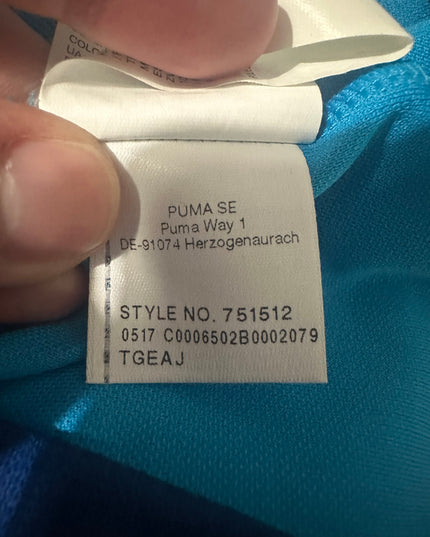 PUMA SE
Puma Way 1
DE-91074 Herzogenaurach
STYLE NO. 751512
0517 C0006502B0002079
TGEAJ